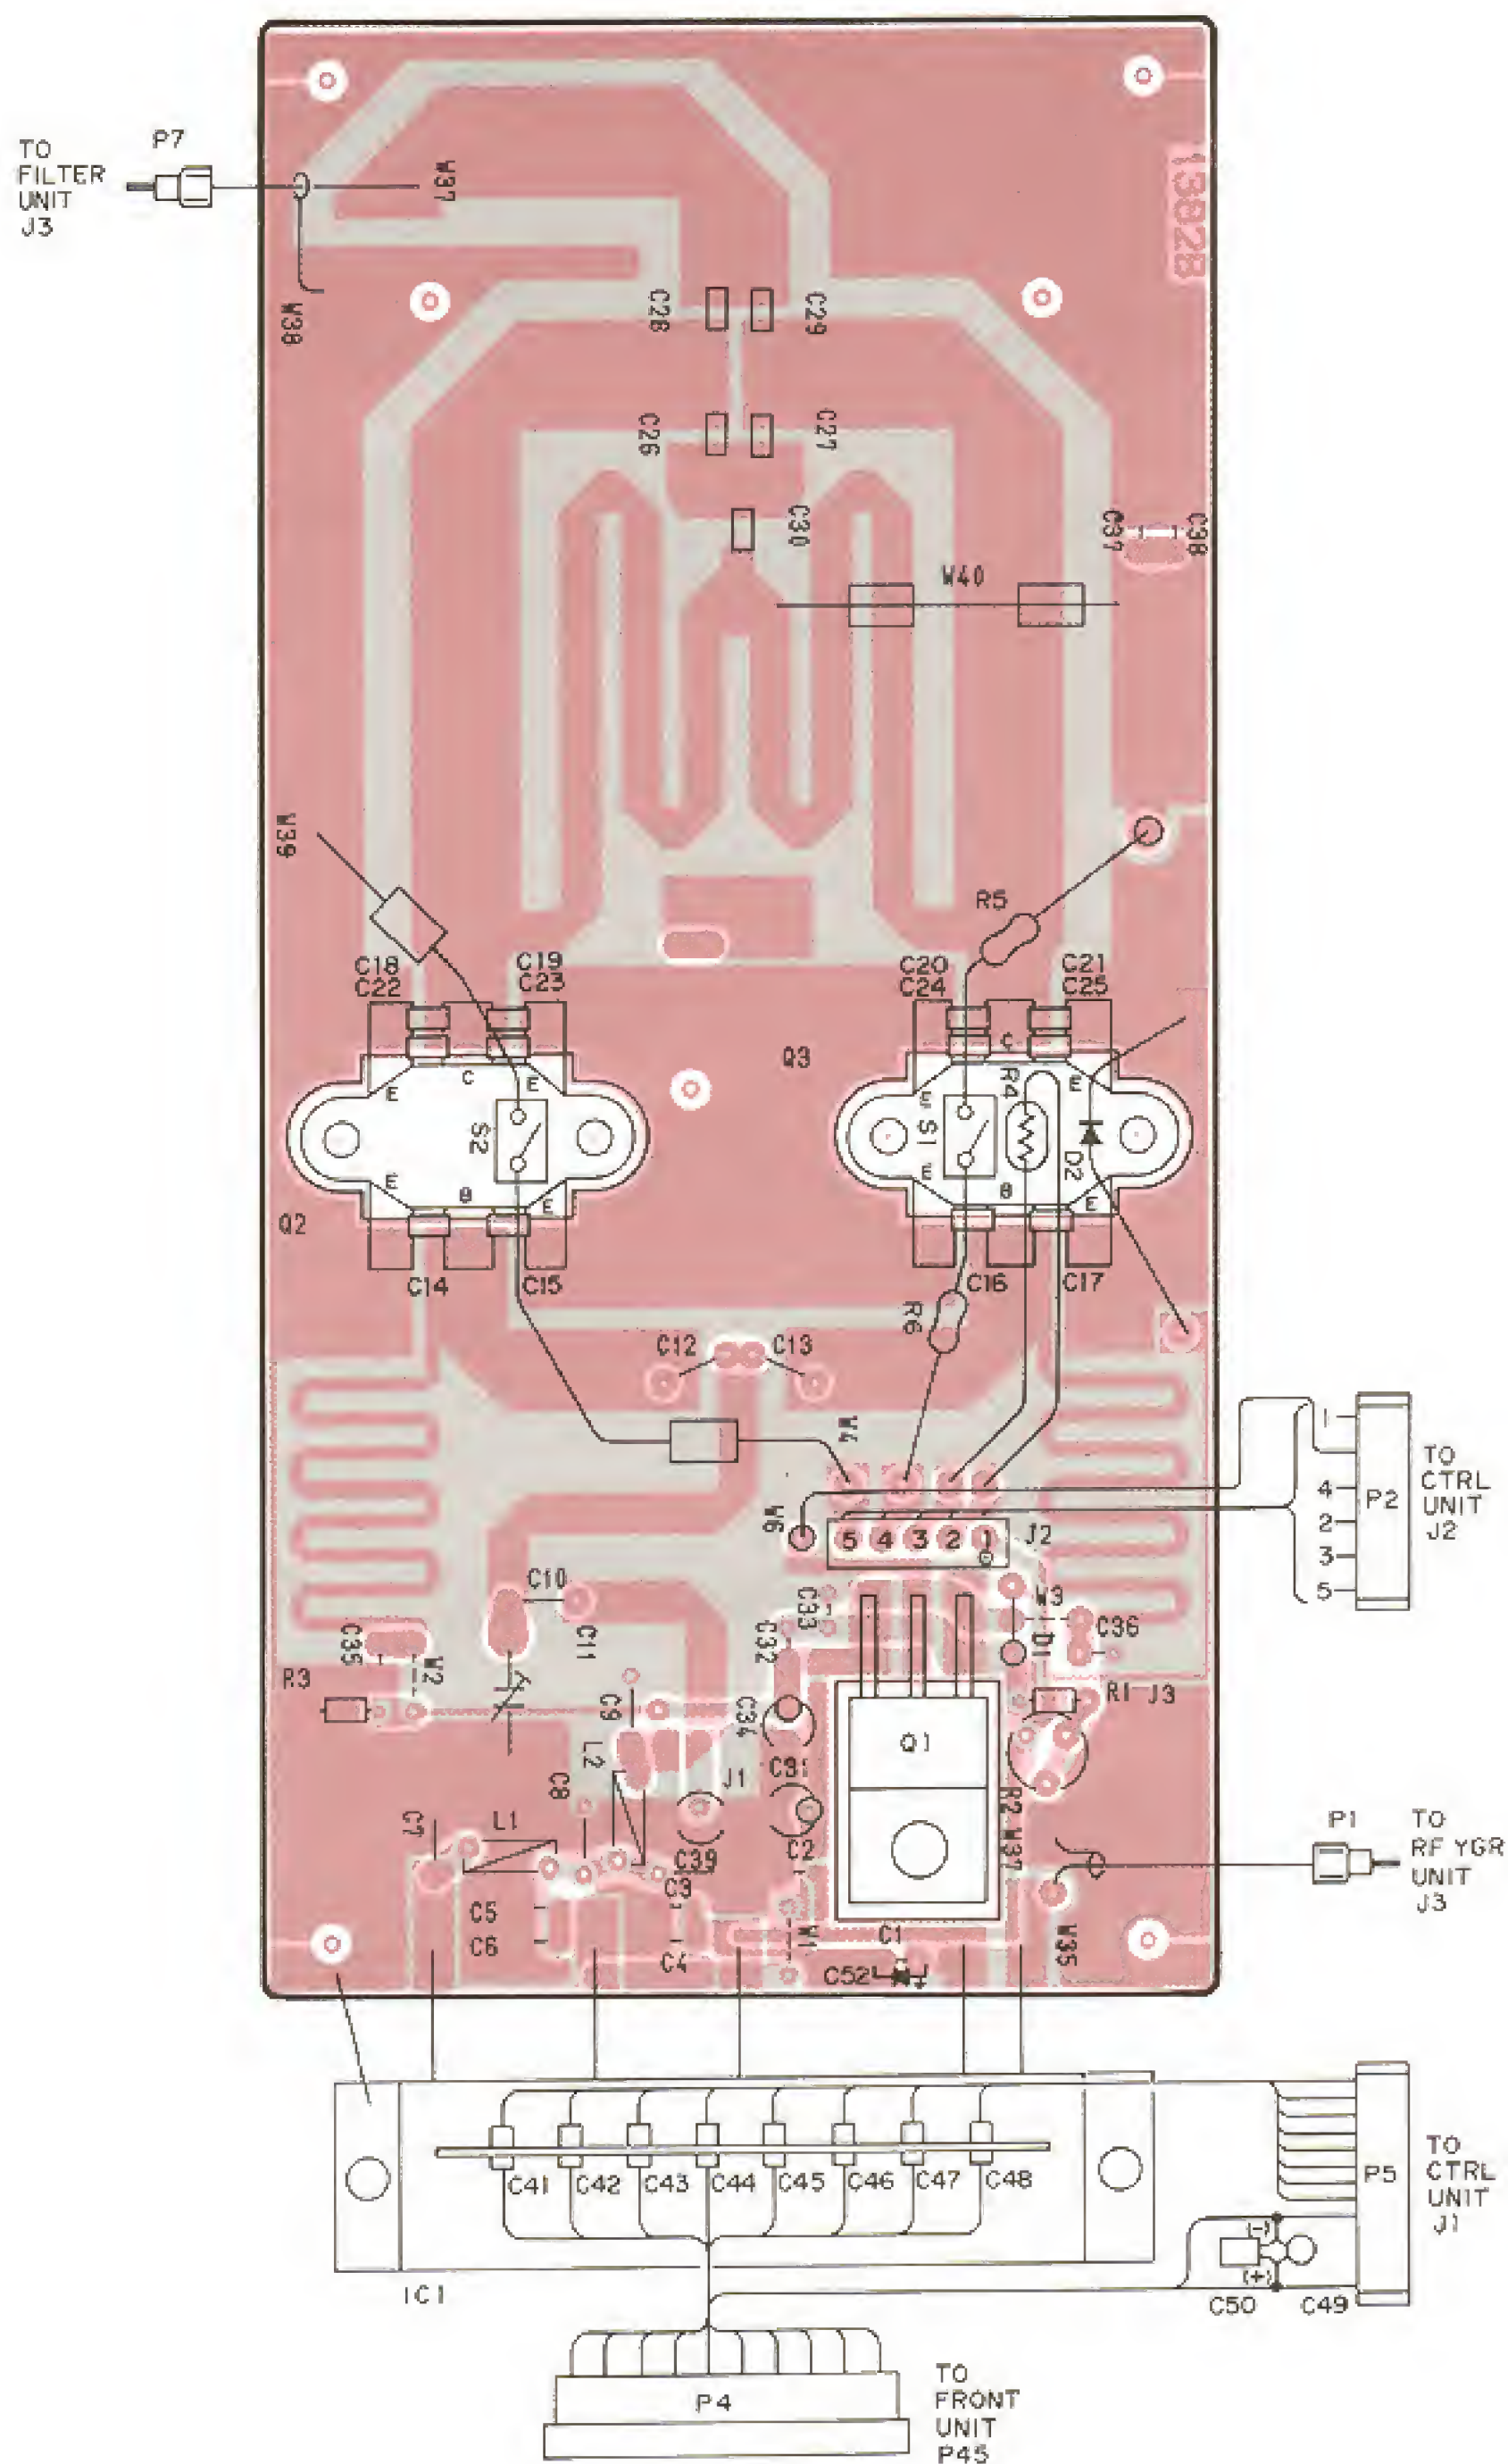 TO
FILTER
UNIT
J3
P7
W37
W38
1382B
C28
C29
C26
C27
C30
C37
C38
W40
W39
R5
C18
C22
C19
C23
C20
C24
C21
C25
Q3
C
E
E
S2
E
B
E
C
E
R4
E
S1
D2
E
B
E
Q2
C14
C15
C16
C17
R6
C12
C13
W4
W6
5 4 3 2 1
J2
1
4
2
3
5
P2
TO
CTRL
UNIT
J2
C10
C11
C33
C32
W3
D1
C36
C35
W2
R3
C9
C34
R1
J3
Q1
L2
J1
C31
C8
R2
W37
C7
L1
C39
C2
C3
P1
TO
RF YGR
UNIT
J3
C5
C6
C4
W1
C1
C52
W35
C41 C42 C43 C44 C45 C46 C47 C48
P5
TO
CTRL
UNIT
J1
(-)
(+)
IC1
C50
C49
P4
TO
FRONT
UNIT
P45